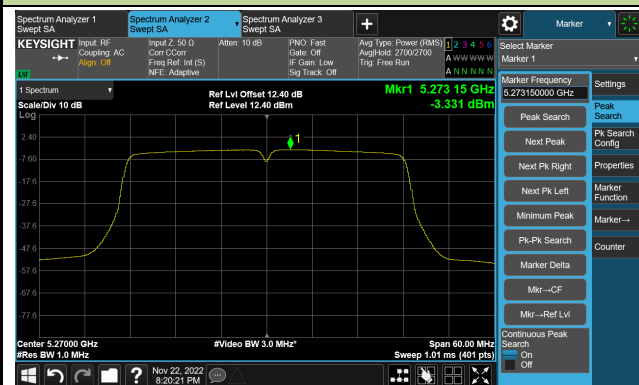 Spectrum Analyzer 1
Swept SA
Spectrum Analyzer 2
Swept SA
Spectrum Analyzer 3
Swept SA
+
Marker
KEYSIGHT
Input: RF
Coupling: AC
Align: Off
Input Z: 50 Ω
Corr CCorr
Freq Ref: Int (S)
NFE: Adaptive
Atten: 10 dB
PNO: Fast
Gate: Off
IF Gain: Low
Sig Track: Off
Avg Type: Power (RMS)
Avg|Hold: 2700/2700
Trig: Free Run
1 2 3 4 5 6
A W W W W W
A N N N N N
Select Marker
Marker 1
LXI
1 Spectrum
Scale/Div 10 dB
Log
Ref Lvl Offset 12.40 dB
Ref Level 12.40 dBm
Mkr1 5.273 15 GHz
-3.331 dBm
1
2.40
-7.60
-17.6
-27.6
-37.6
-47.6
-57.6
-67.6
-77.6
Center 5.27000 GHz
#Res BW 1.0 MHz
#Video BW 3.0 MHz*
Span 60.00 MHz
Sweep 1.01 ms (401 pts)
Marker Frequency
5.273150000 GHz
Peak Search
Next Peak
Next Pk Right
Next Pk Left
Minimum Peak
Pk-Pk Search
Marker Delta
Mkr→CF
Mkr→Ref Lvl
Continuous Peak
Search
On
Off
Settings
Peak
Search
Pk Search
Config
Properties
Marker
Function
Marker→
Counter
?
Nov 22, 2022
8:20:21 PM